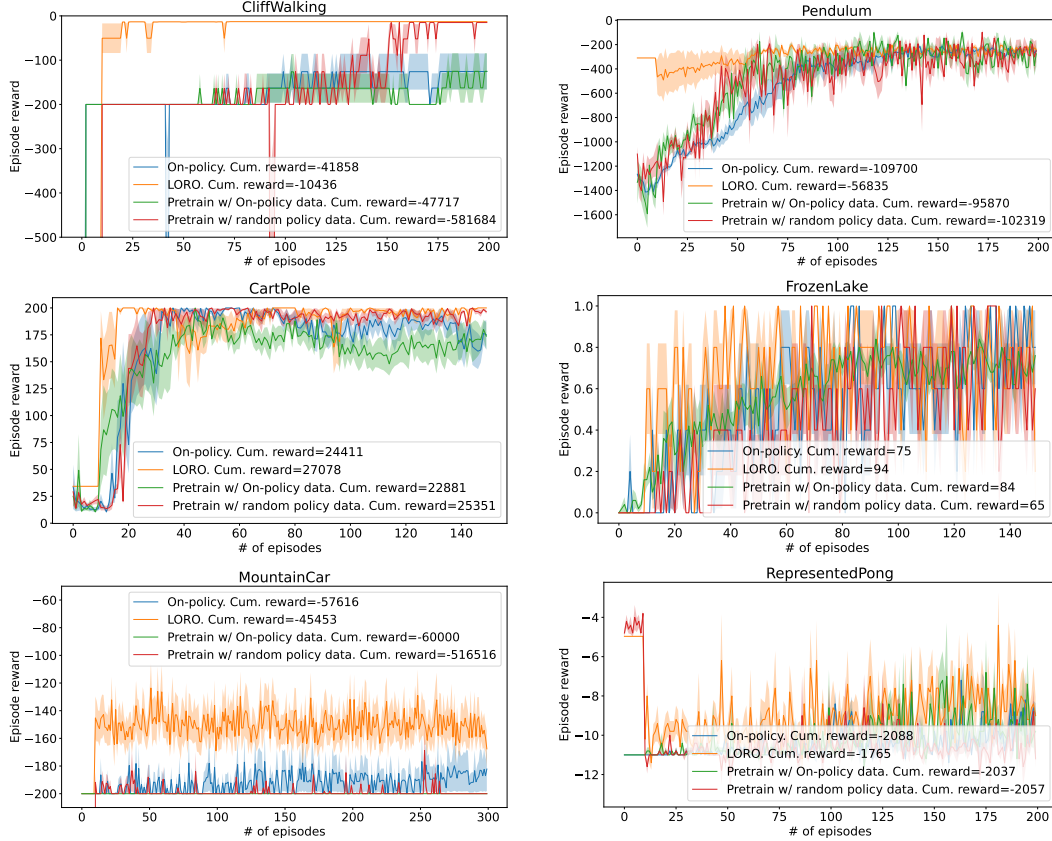 CliffWalking
Episode reward
0
−100
−200
−300
−400
−500
On-policy. Cum. reward=-41858
LORO. Cum. reward=-10436
Pretrain w/ On-policy data. Cum. reward=-47717
Pretrain w/ random policy data. Cum. reward=-581684
0 25 50 75 100 125 150 175 200
# of episodes
Pendulum
Episode reward
−200
−400
−600
−800
−1000
−1200
−1400
−1600
On-policy. Cum. reward=-109700
LORO. Cum. reward=-56835
Pretrain w/ On-policy data. Cum. reward=-95870
Pretrain w/ random policy data. Cum. reward=-102319
0 25 50 75 100 125 150 175 200
# of episodes
CartPole
Episode reward
200
175
150
125
100
75
50
25
0
On-policy. Cum. reward=24411
LORO. Cum. reward=27078
Pretrain w/ On-policy data. Cum. reward=22881
Pretrain w/ random policy data. Cum. reward=25351
0 20 40 60 80 100 120 140
# of episodes
FrozenLake
Episode reward
1.0
0.8
0.6
0.4
0.2
0.0
On-policy. Cum. reward=75
LORO. Cum. reward=94
Pretrain w/ On-policy data. Cum. reward=84
Pretrain w/ random policy data. Cum. reward=65
0 20 40 60 80 100 120 140
# of episodes
MountainCar
Episode reward
−60
−80
−100
−120
−140
−160
−180
−200
On-policy. Cum. reward=-57616
LORO. Cum. reward=-45453
Pretrain w/ On-policy data. Cum. reward=-60000
Pretrain w/ random policy data. Cum. reward=-516516
0 50 100 150 200 250 300
# of episodes
RepresentedPong
Episode reward
−4
−6
−8
−10
−12
On-policy. Cum. reward=-2088
LORO. Cum. reward=-1765
Pretrain w/ On-policy data. Cum. reward=-2037
Pretrain w/ random policy data. Cum. reward=-2057
0 25 50 75 100 125 150 175 200
# of episodes